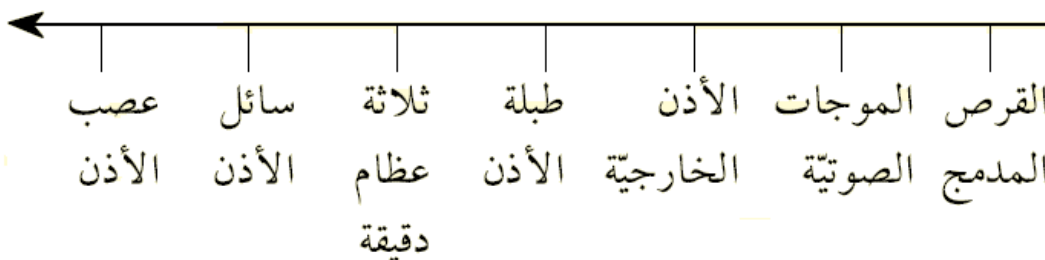 القرص الموجات الأذن طبلة ثلاثة سائل عصب
المدمج الصوتيّة الخارجيّة الأذن عظام الأذن الأذن
دقيقة